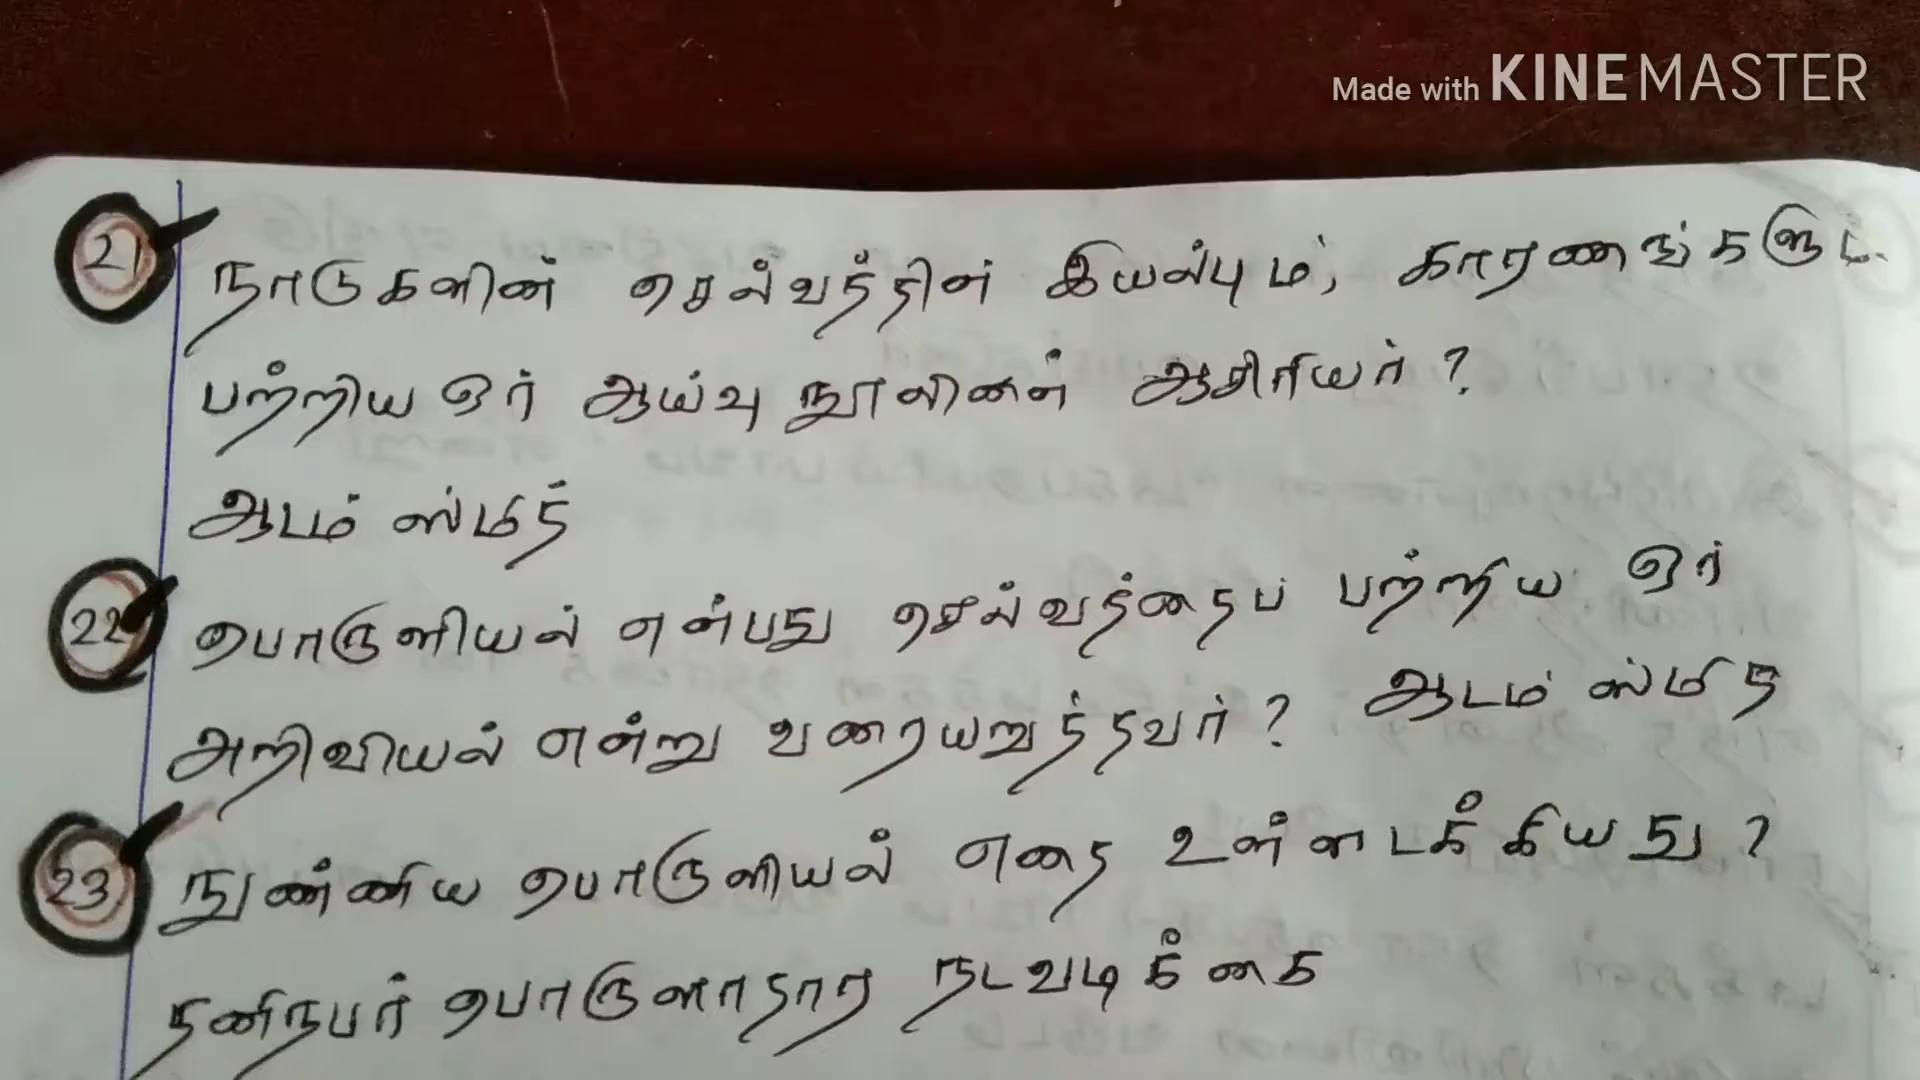 Made with KINEMASTER
21 நாடுகளின் செல்வத்தின் இயல்பும், காரணங்களும்
பற்றிய ஓர் ஆய்வு நூலினை ஆசிரியர்?
ஆடம் ஸ்மித்
22 பொருளியல் என்பது செல்வத்தைப் பற்றிய ஓர்
அறிவியல் என்று வரையறுத்தவர்? ஆடம் ஸ்மித்
23 நுண்ணிய பொருளியல் எதை உள்ளடக்கியது?
தனிநபர் பொருளாதார நடவடிக்கை